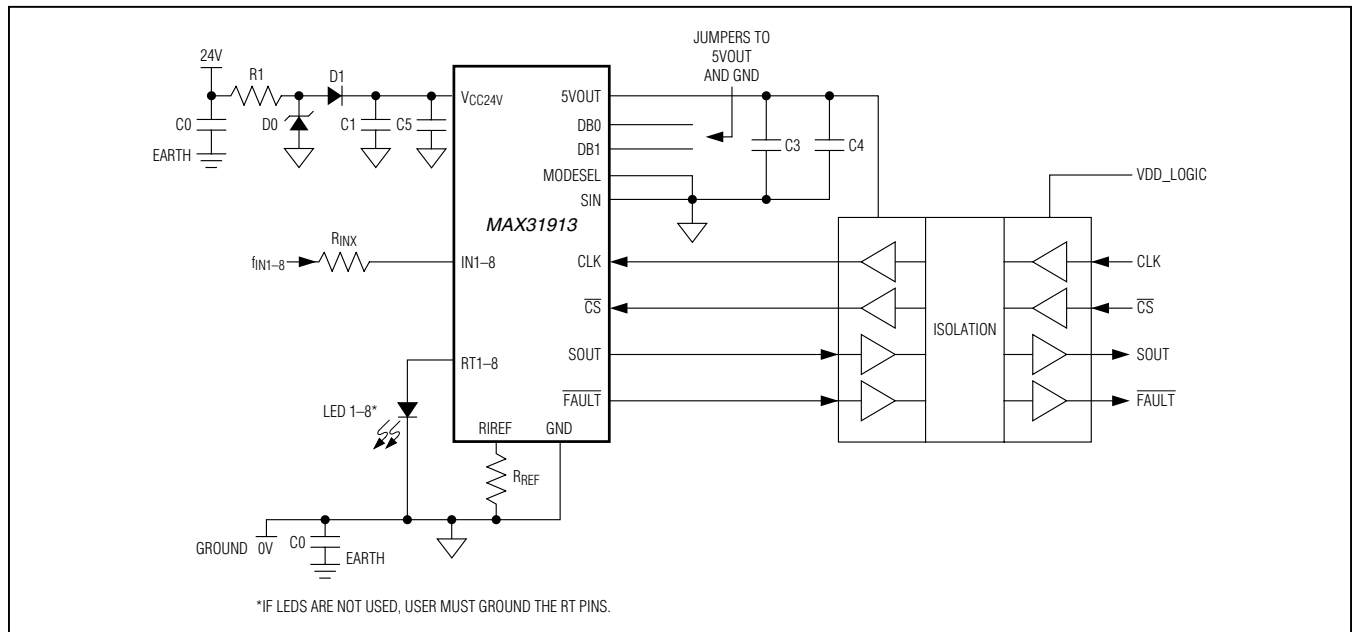 JUMPERS TO
5VOUT
AND GND
24V
R1
D1
VCC24V
5VOUT
C0
D0
C1
C5
DB0
C3
C4
EARTH
DB1
MODESEL
VDD_LOGIC
SIN
MAX31913
RINX
fIN1–8
IN1–8
CLK
CLK
CS
CS
ISOLATION
SOUT
SOUT
RT1–8
FAULT
FAULT
LED 1–8*
RIREF
GND
RREF
GROUND
0V
C0
EARTH
*IF LEDS ARE NOT USED, USER MUST GROUND THE RT PINS.